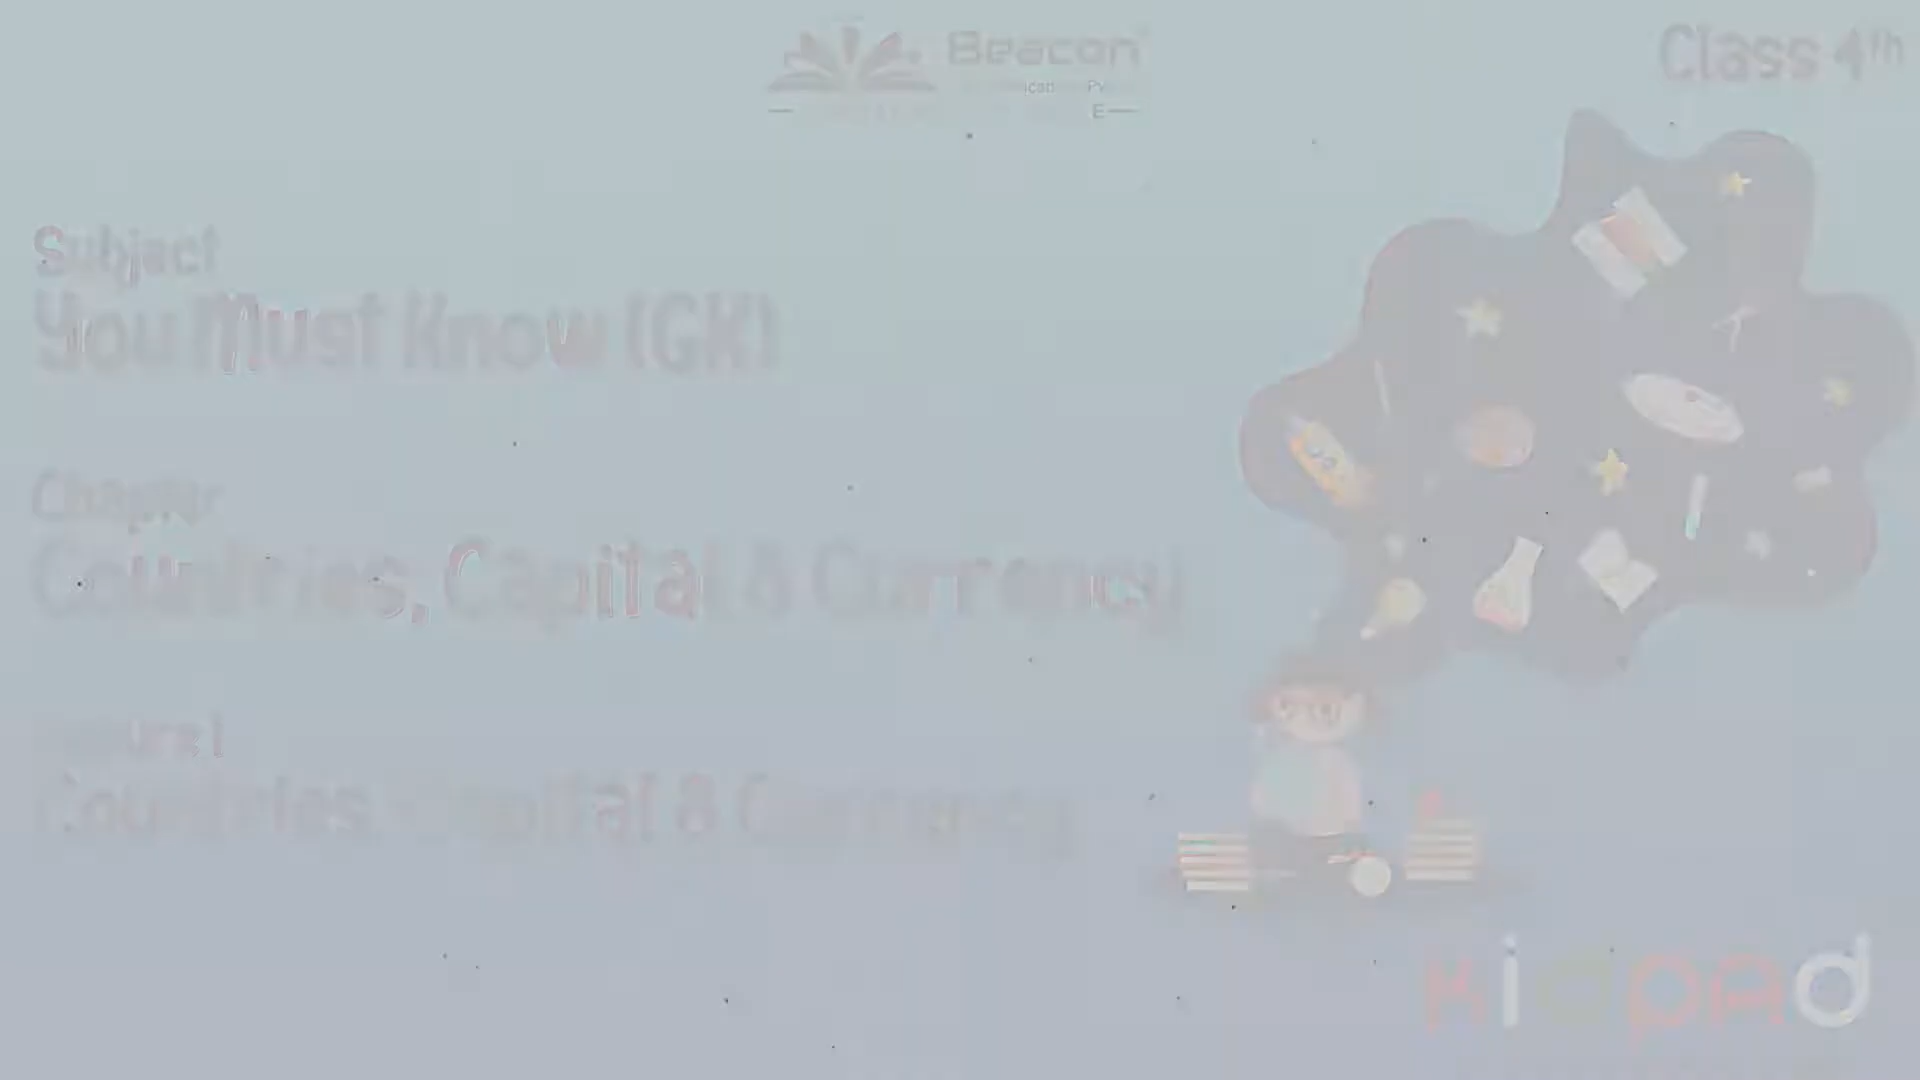 Beacon
Class 4th
Subject
You Must Know (GK)
Chapter
Countries, Capital & Currency
Countries, Capital & Currency
kidpad